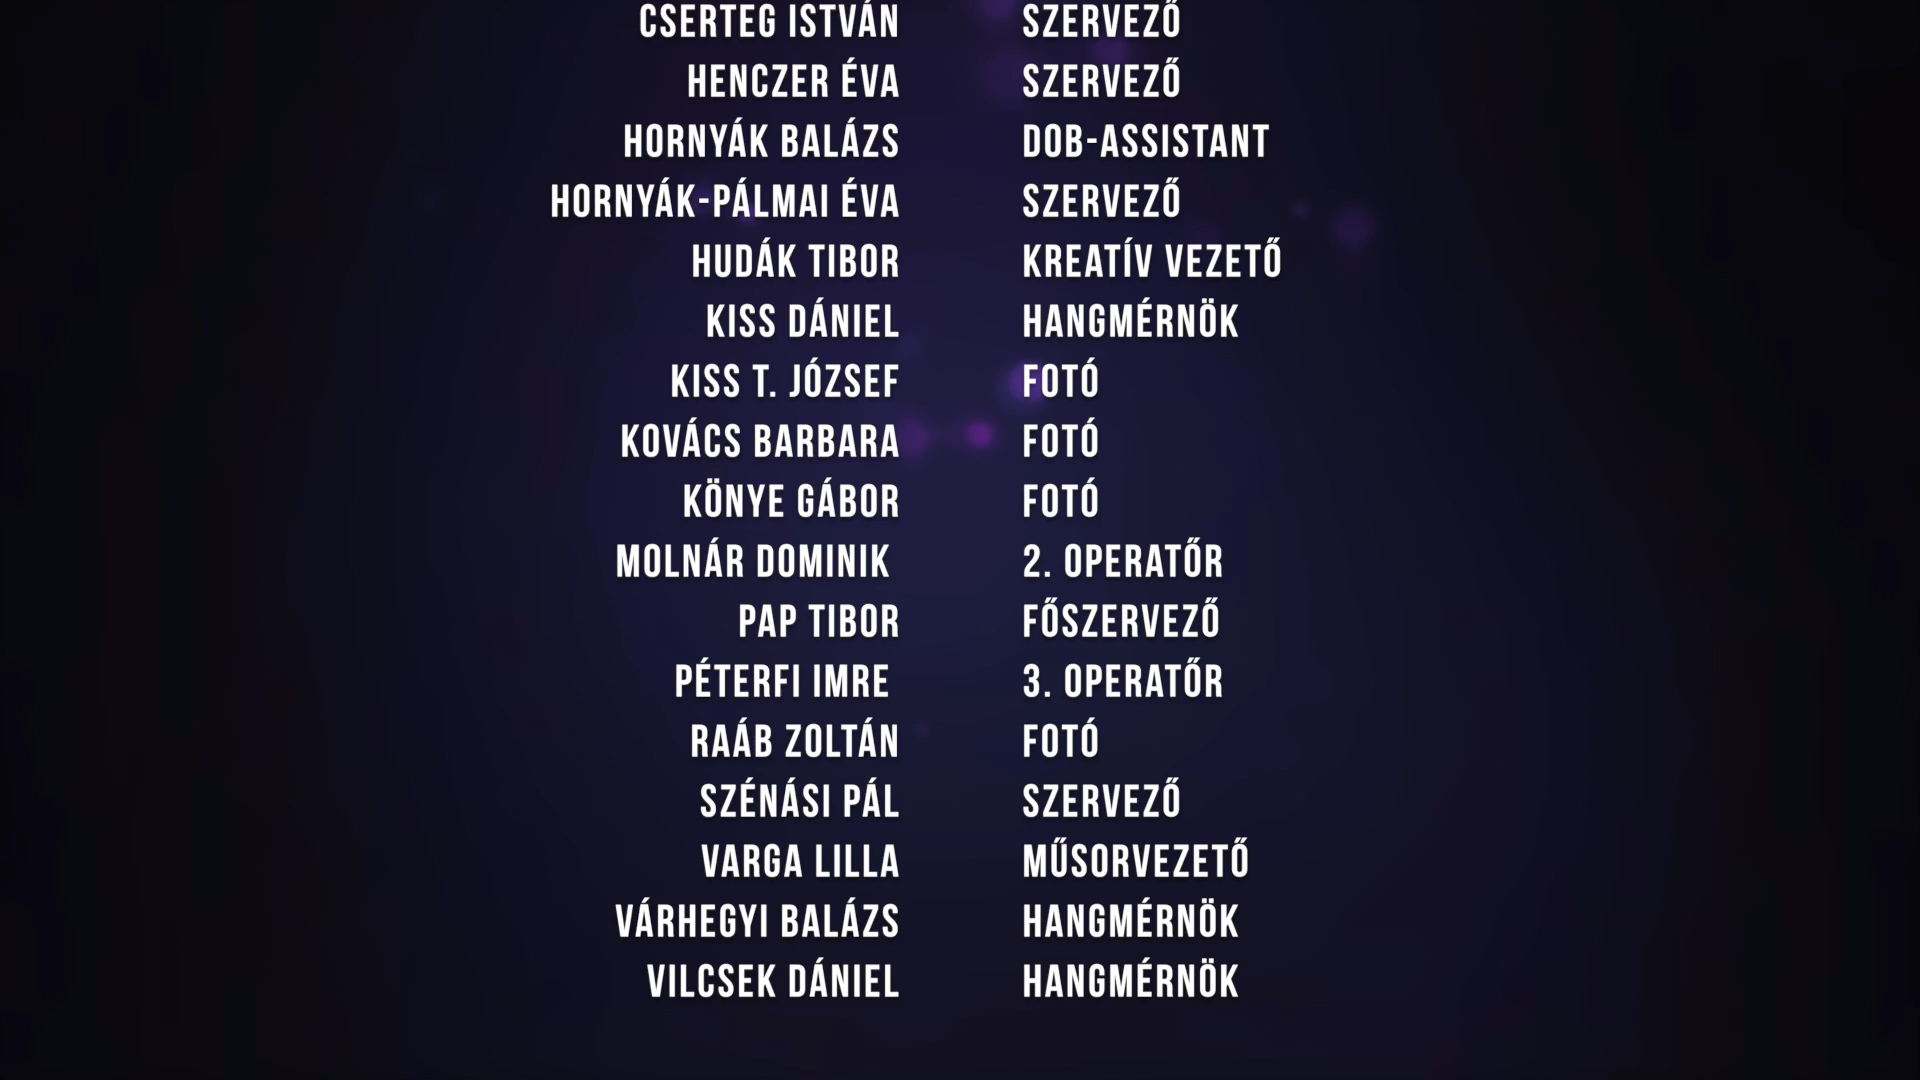 CSERTEG ISTVÁN SZERVEZŐ
HENCZER ÉVA SZERVEZŐ
HORNYÁK BALÁZS DOB-ASSISTANT
HORNYÁK-PÁLMAI ÉVA SZERVEZŐ
HUDÁK TIBOR KREATÍV VEZETŐ
KISS DÁNIEL HANGMÉRNÖK
KISS T. JÓZSEF FOTÓ
KOVÁCS BARBARA FOTÓ
KÖNYE GÁBOR FOTÓ
MOLNÁR DOMINIK 2. OPERATŐR
PAP TIBOR FŐSZERVEZŐ
PÉTERFI IMRE 3. OPERATŐR
RAÁB ZOLTÁN FOTÓ
SZÉNÁSI PÁL SZERVEZŐ
VARGA LILLA MŰSORVEZETŐ
VÁRHEGYI BALÁZS HANGMÉRNÖK
VILCSEK DÁNIEL HANGMÉRNÖK